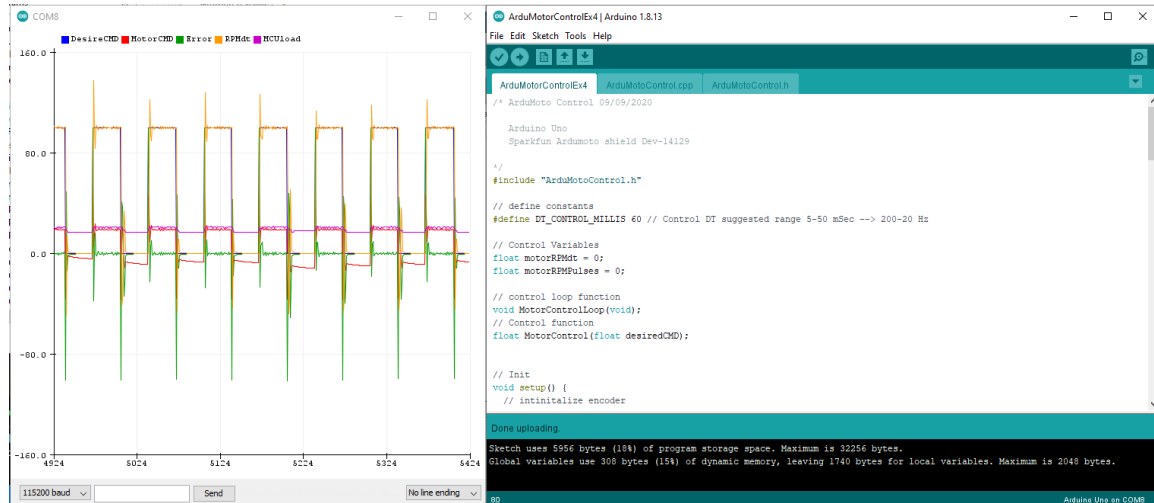 COM8
DesireCMD MotorCMD Error RPMdt MCUload
160.0
80.0
0.0
-80.0
-160.0
4924 5024 5124 5224 5324 5424
115200 baud Send No line ending
ArduMotorControlEx4 | Arduino 1.8.13
File Edit Sketch Tools Help
ArduMotorControlEx4 ArduMotoControl.cpp ArduMotoControl.h
/* ArduMoto Control 09/09/2020
Arduino Uno
Sparkfun Ardumoto shield Dev-14129
*/
#include "ArduMotoControl.h"
// define constants
#define DT_CONTROL_MILLIS 60 // Control DT suggested range 5-50 mSec --> 200-20 Hz
// Control Variables
float motorRPMdt = 0;
float motorRPMPulses = 0;
// control loop function
void MotorControlLoop(void);
// Control function
float MotorControl(float desiredCMD);
// Init
void setup() {
// intinitalize encoder
Done uploading.
Sketch uses 5956 bytes (18%) of program storage space. Maximum is 32256 bytes.
Global variables use 308 bytes (15%) of dynamic memory, leaving 1740 bytes for local variables. Maximum is 2048 bytes.
80 Arduino Uno on COM8